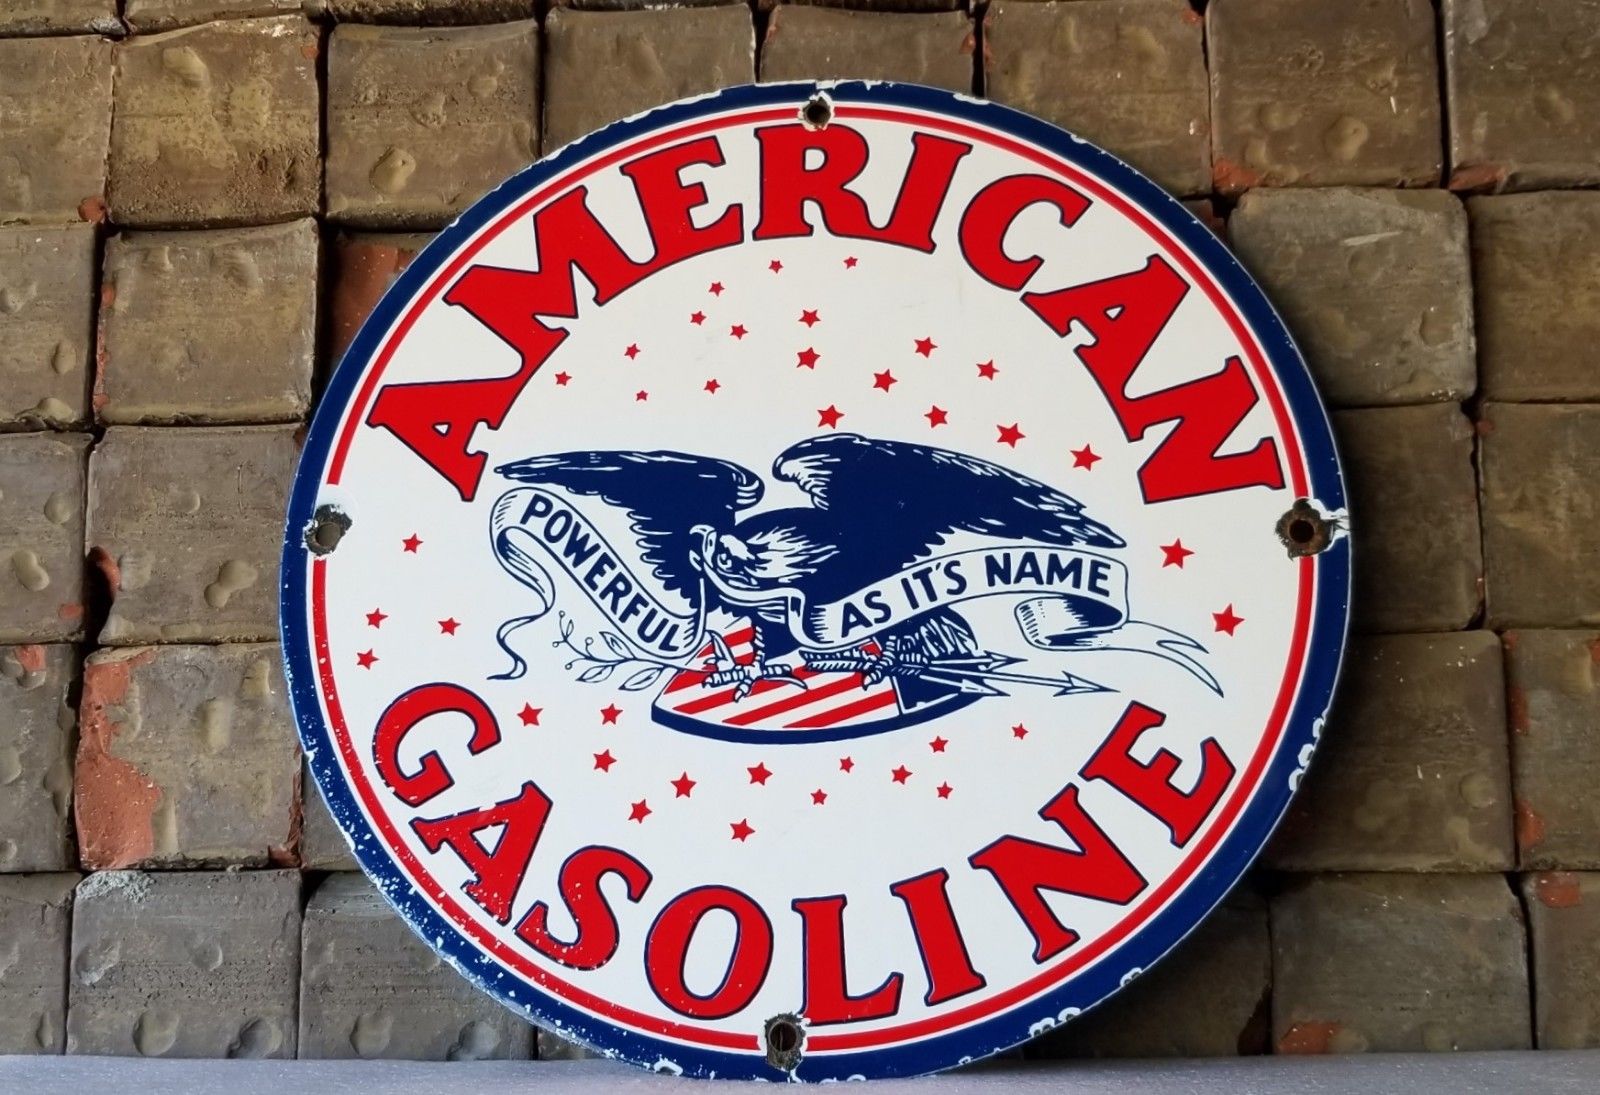 AMERICAN
POWERFUL AS IT'S NAME
GASOLINE